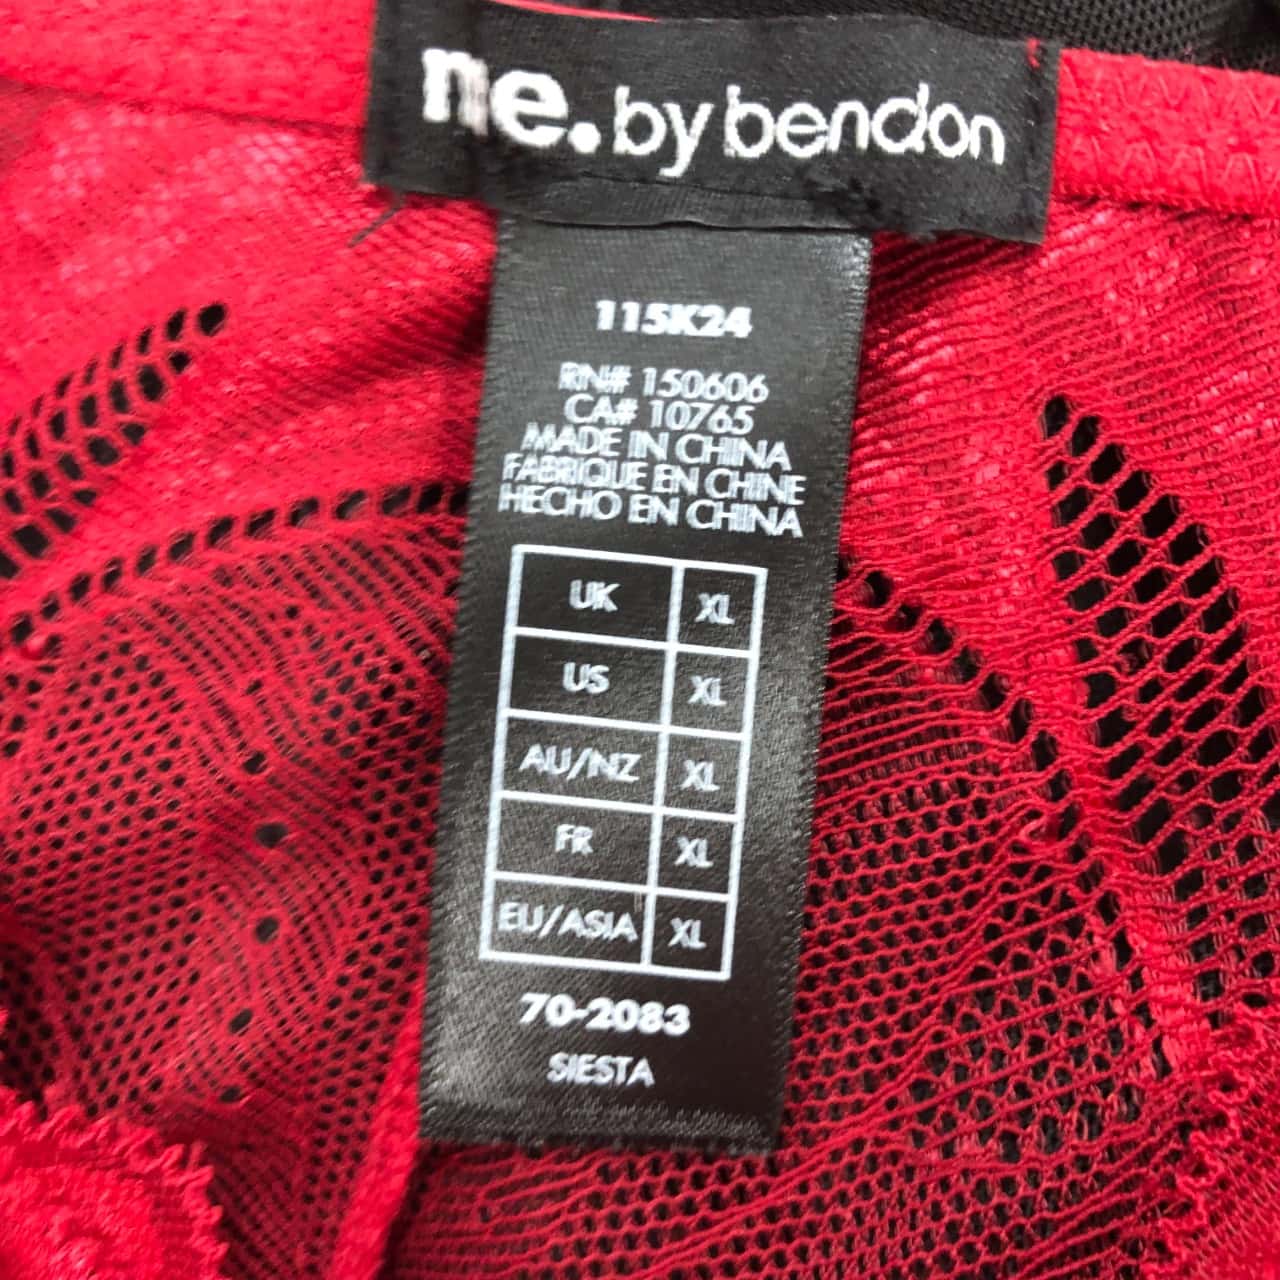 me. by bendon
115K24
RN# 150606
CA# 10765
MADE IN CHINA
FABRIQUE EN CHINE
HECHO EN CHINA
UK XL
US XL
AU/NZ XL
FR XL
EU/ASIA XL
70-2083
SIESTA